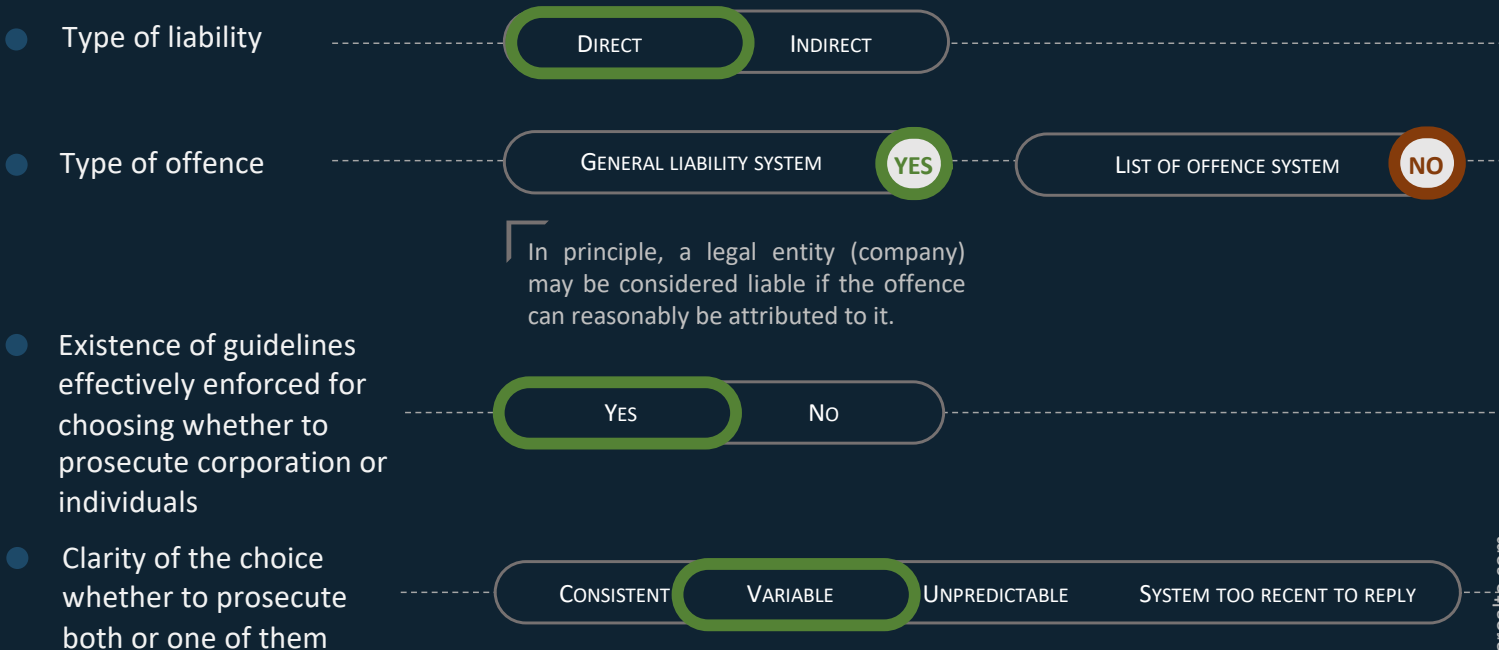 Type of liability
DIRECT
INDIRECT
Type of offence
GENERAL LIABILITY SYSTEM
YES
LIST OF OFFENCE SYSTEM
NO
In principle, a legal entity (company)
may be considered liable if the offence
can reasonably be attributed to it.
Existence of guidelines
effectively enforced for
choosing whether to
prosecute corporation or
individuals
YES
NO
Clarity of the choice
whether to prosecute
both or one of them
CONSISTENT
VARIABLE
UNPREDICTABLE
SYSTEM TOO RECENT TO REPLY